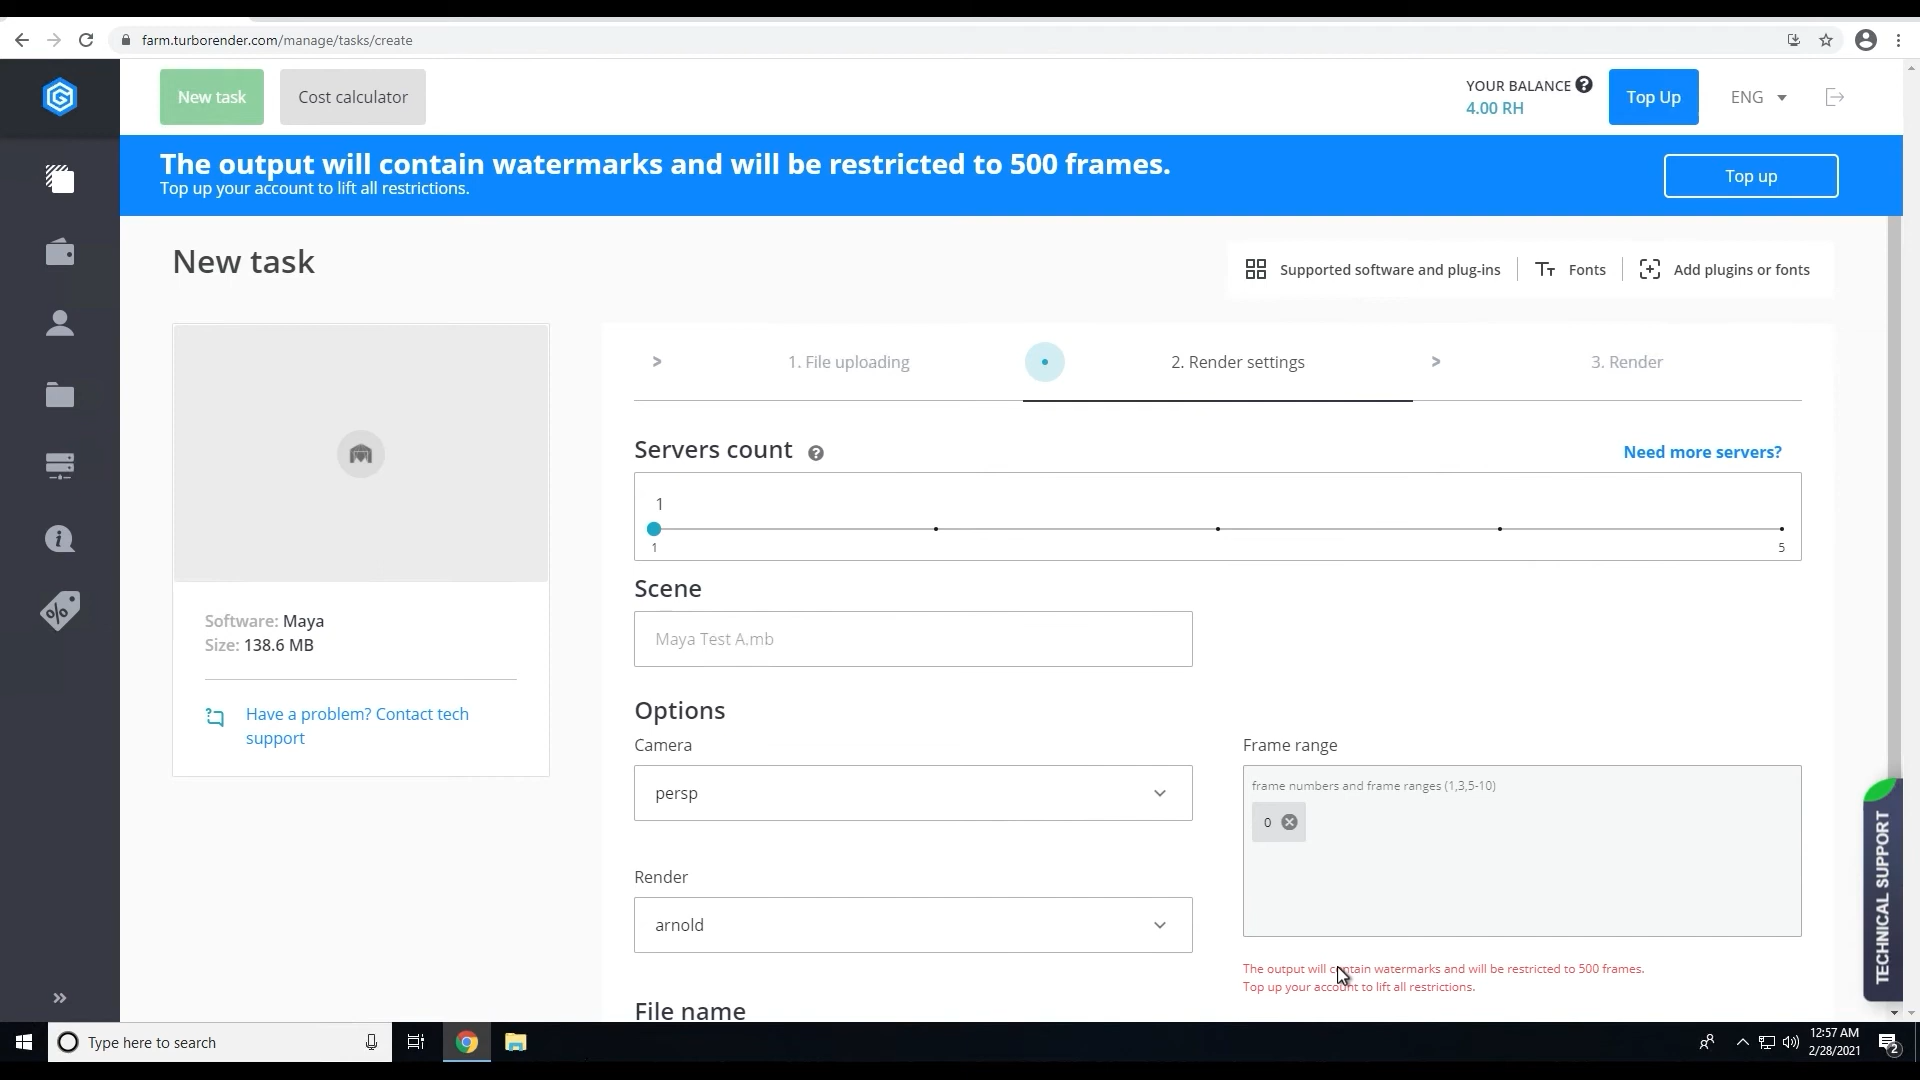 farm.turborender.com/manage/tasks/create
New task
Cost calculator
YOUR BALANCE
4.00 RH
Top Up
ENG
The output will contain watermarks and will be restricted to 500 frames.
Top up your account to lift all restrictions.
Top up
New task
Supported software and plug-ins
Fonts
Add plugins or fonts
1. File uploading
2. Render settings
3. Render
Servers count
Need more servers?
1
1
5
Software: Maya
Size: 138.6 MB
Have a problem? Contact tech
support
Scene
Maya Test A.mb
Options
Camera
persp
Frame range
frame numbers and frame ranges (1,3,5-10)
0
Render
arnold
The output will contain watermarks and will be restricted to 500 frames.
Top up your account to lift all restrictions.
File name
TECHNICAL SUPPORT
Type here to search
12:57 AM
2/28/2021
2